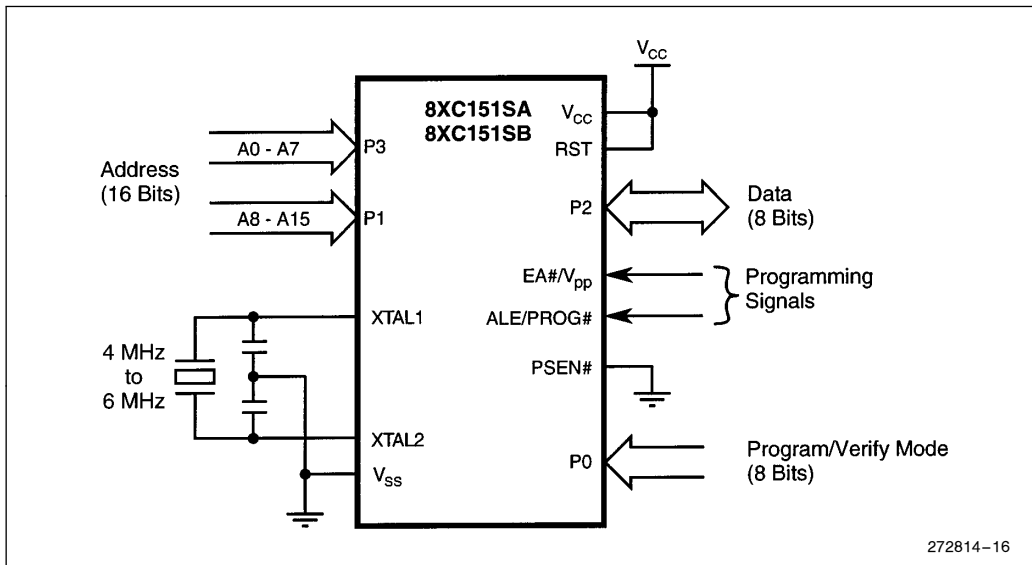 V_CC
8XC151SA
8XC151SB
V_CC
RST
A0 - A7
P3
Address
(16 Bits)
A8 - A15
P1
P2
Data
(8 Bits)
EA#/V_pp
Programming
Signals
ALE/PROG#
XTAL1
4 MHz
to
6 MHz
PSEN#
XTAL2
V_SS
P0
Program/Verify Mode
(8 Bits)
272814-16